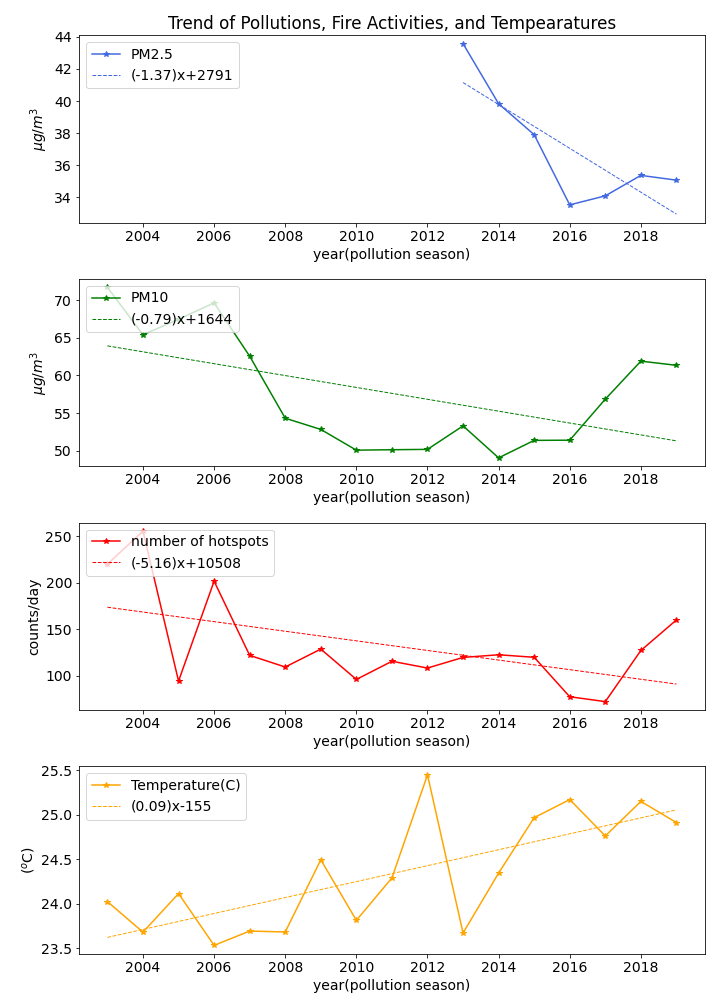 Trend of Pollutions, Fire Activities, and Tempearatures
44
42
40
38
36
34
μg/m³
PM2.5
(-1.37)x+2791
2004 2006 2008 2010 2012 2014 2016 2018
year(pollution season)
70
65
60
55
50
μg/m³
PM10
(-0.79)x+1644
2004 2006 2008 2010 2012 2014 2016 2018
year(pollution season)
250
200
150
100
counts/day
number of hotspots
(-5.16)x+10508
2004 2006 2008 2010 2012 2014 2016 2018
year(pollution season)
25.5
25.0
24.5
24.0
23.5
(⁰C)
Temperature(C)
(0.09)x-155
2004 2006 2008 2010 2012 2014 2016 2018
year(pollution season)